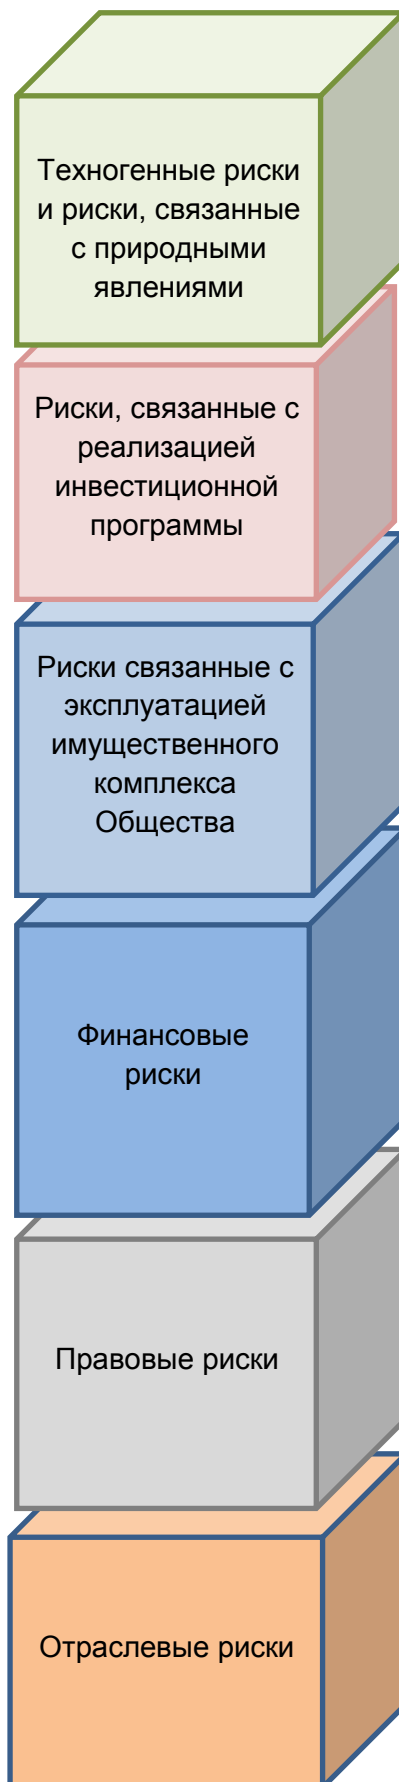 Техногенные риски
и риски, связанные
с природными
явлениями
Риски, связанные с
реализацией
инвестиционной
программы
Риски связанные с
эксплуатацией
имущественного
комплекса
Общества
Финансовые
риски
Правовые риски
Отраслевые риски